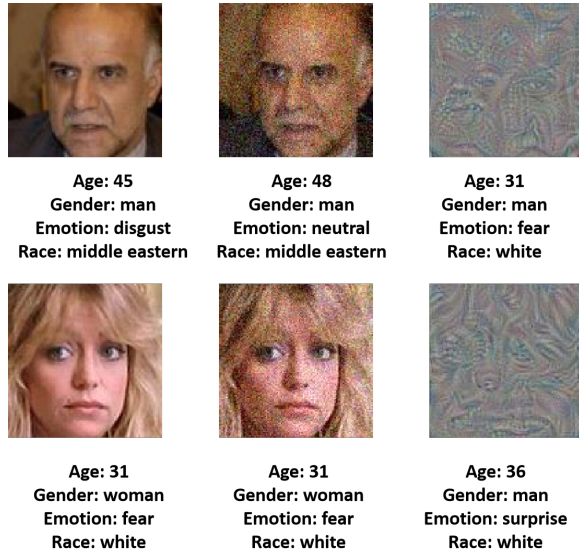 Age: 45
Gender: man
Emotion: disgust
Race: middle eastern
Age: 48
Gender: man
Emotion: neutral
Race: middle eastern
Age: 31
Gender: man
Emotion: fear
Race: white
Age: 31
Gender: woman
Emotion: fear
Race: white
Age: 31
Gender: woman
Emotion: fear
Race: white
Age: 36
Gender: man
Emotion: surprise
Race: white